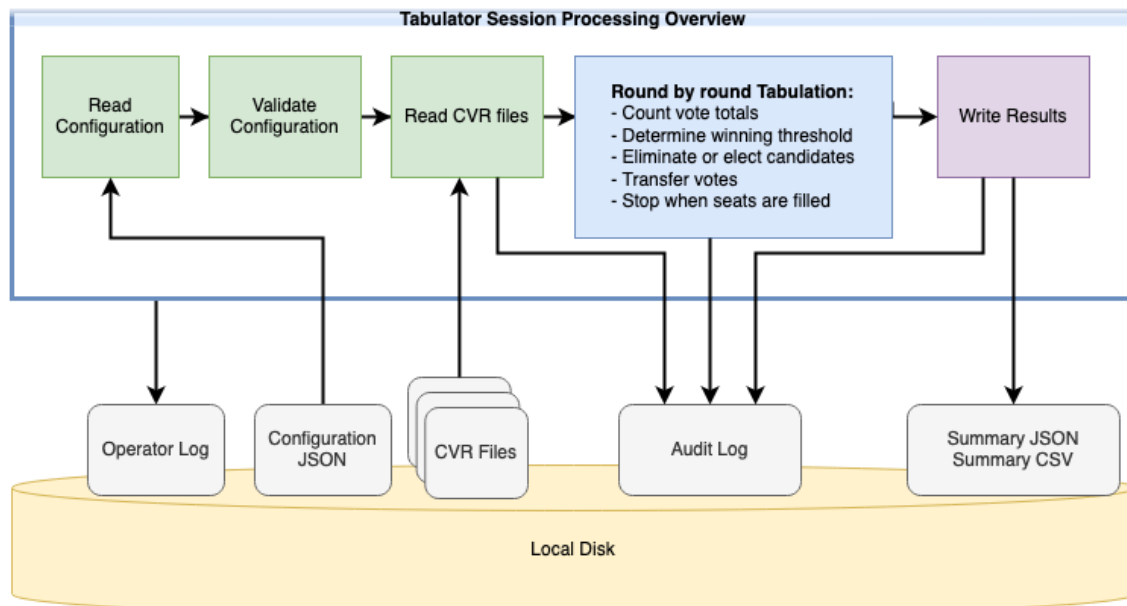 Tabulator Session Processing Overview
Read
Configuration
Validate
Configuration
Read CVR files
Round by round Tabulation:
- Count vote totals
- Determine winning threshold
- Eliminate or elect candidates
- Transfer votes
- Stop when seats are filled
Write Results
Operator Log
Configuration
JSON
CVR Files
Audit Log
Summary JSON
Summary CSV
Local Disk